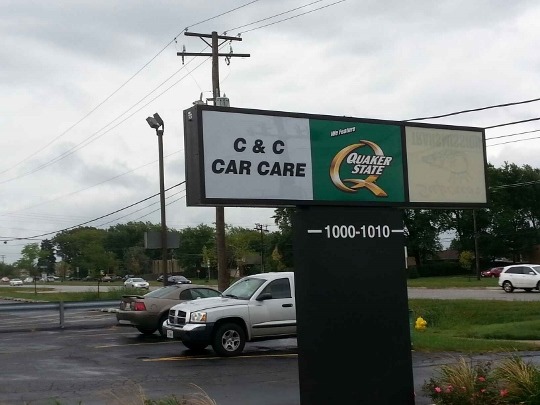 C & C
CAR CARE
We Feature
QUAKER
STATE
—1000-1010—